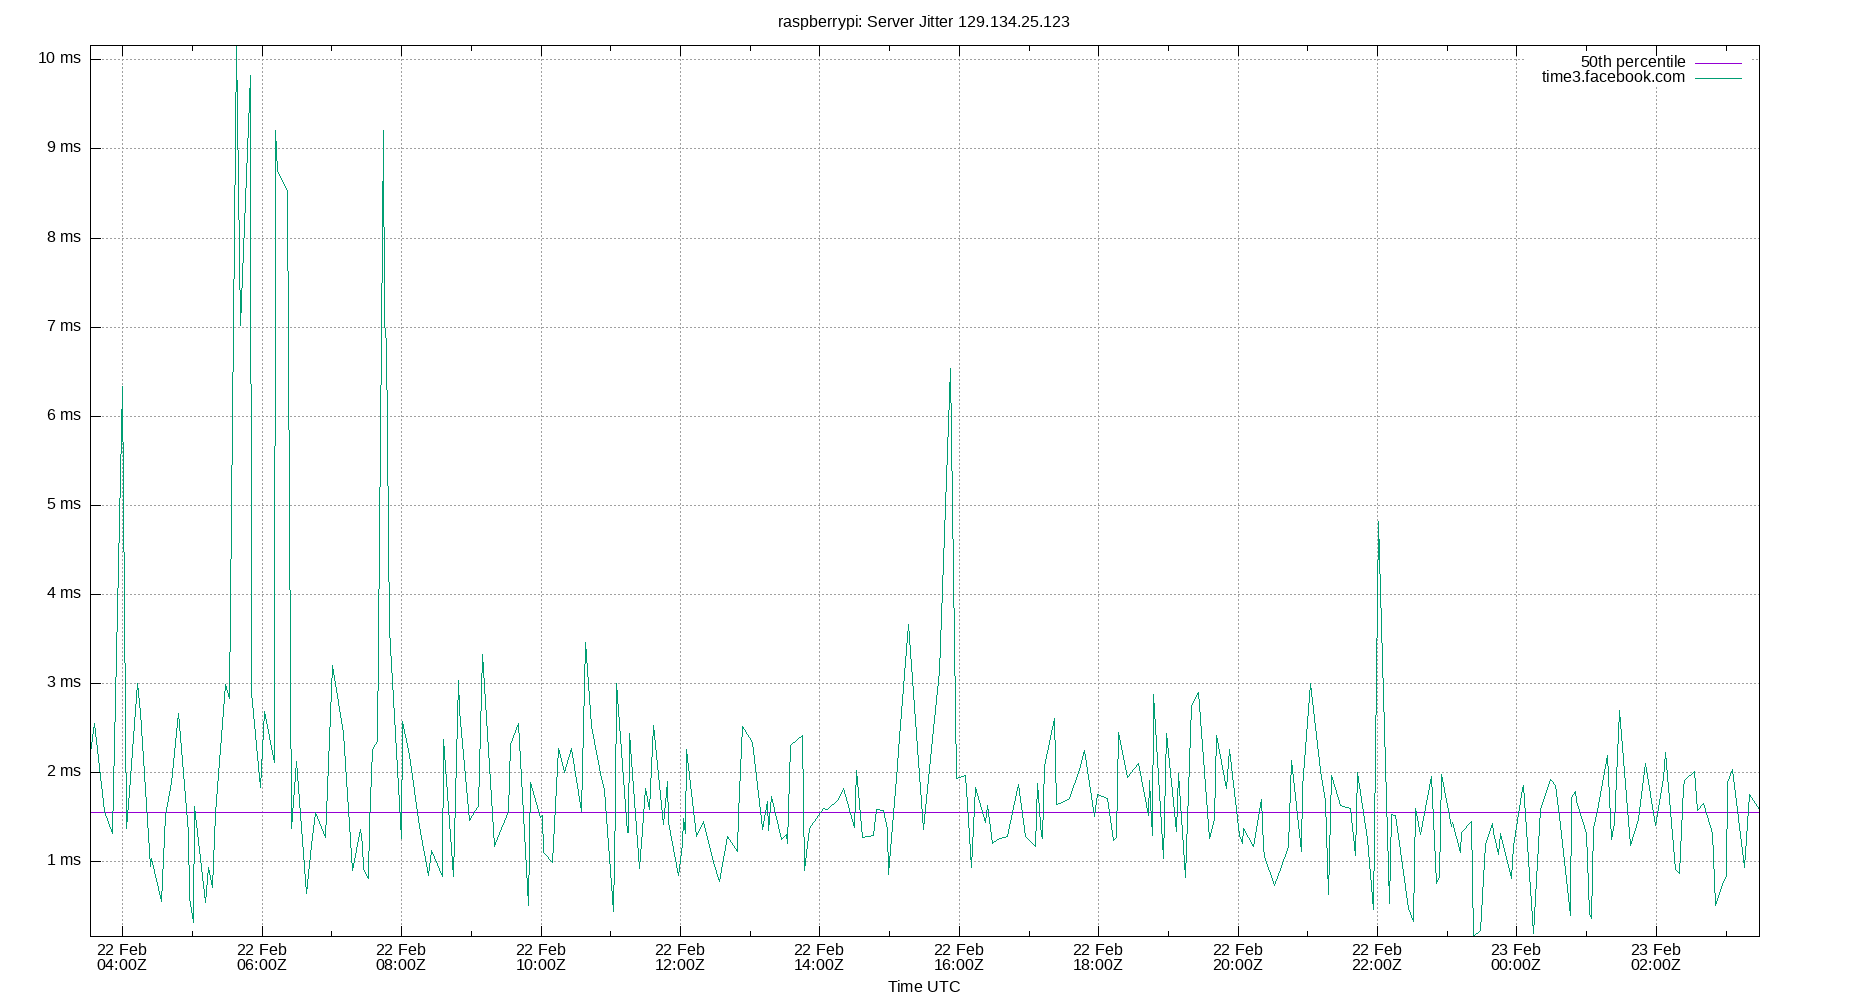 raspberrypi: Server Jitter 129.134.25.123
50th percentile
time3.facebook.com
10 ms
9 ms
8 ms
7 ms
6 ms
5 ms
4 ms
3 ms
2 ms
1 ms
22 Feb 22 Feb 22 Feb 22 Feb 22 Feb 22 Feb 22 Feb 22 Feb 22 Feb 22 Feb 23 Feb 23 Feb
04:00Z 06:00Z 08:00Z 10:00Z 12:00Z 14:00Z 16:00Z 18:00Z 20:00Z 22:00Z 00:00Z 02:00Z
Time UTC